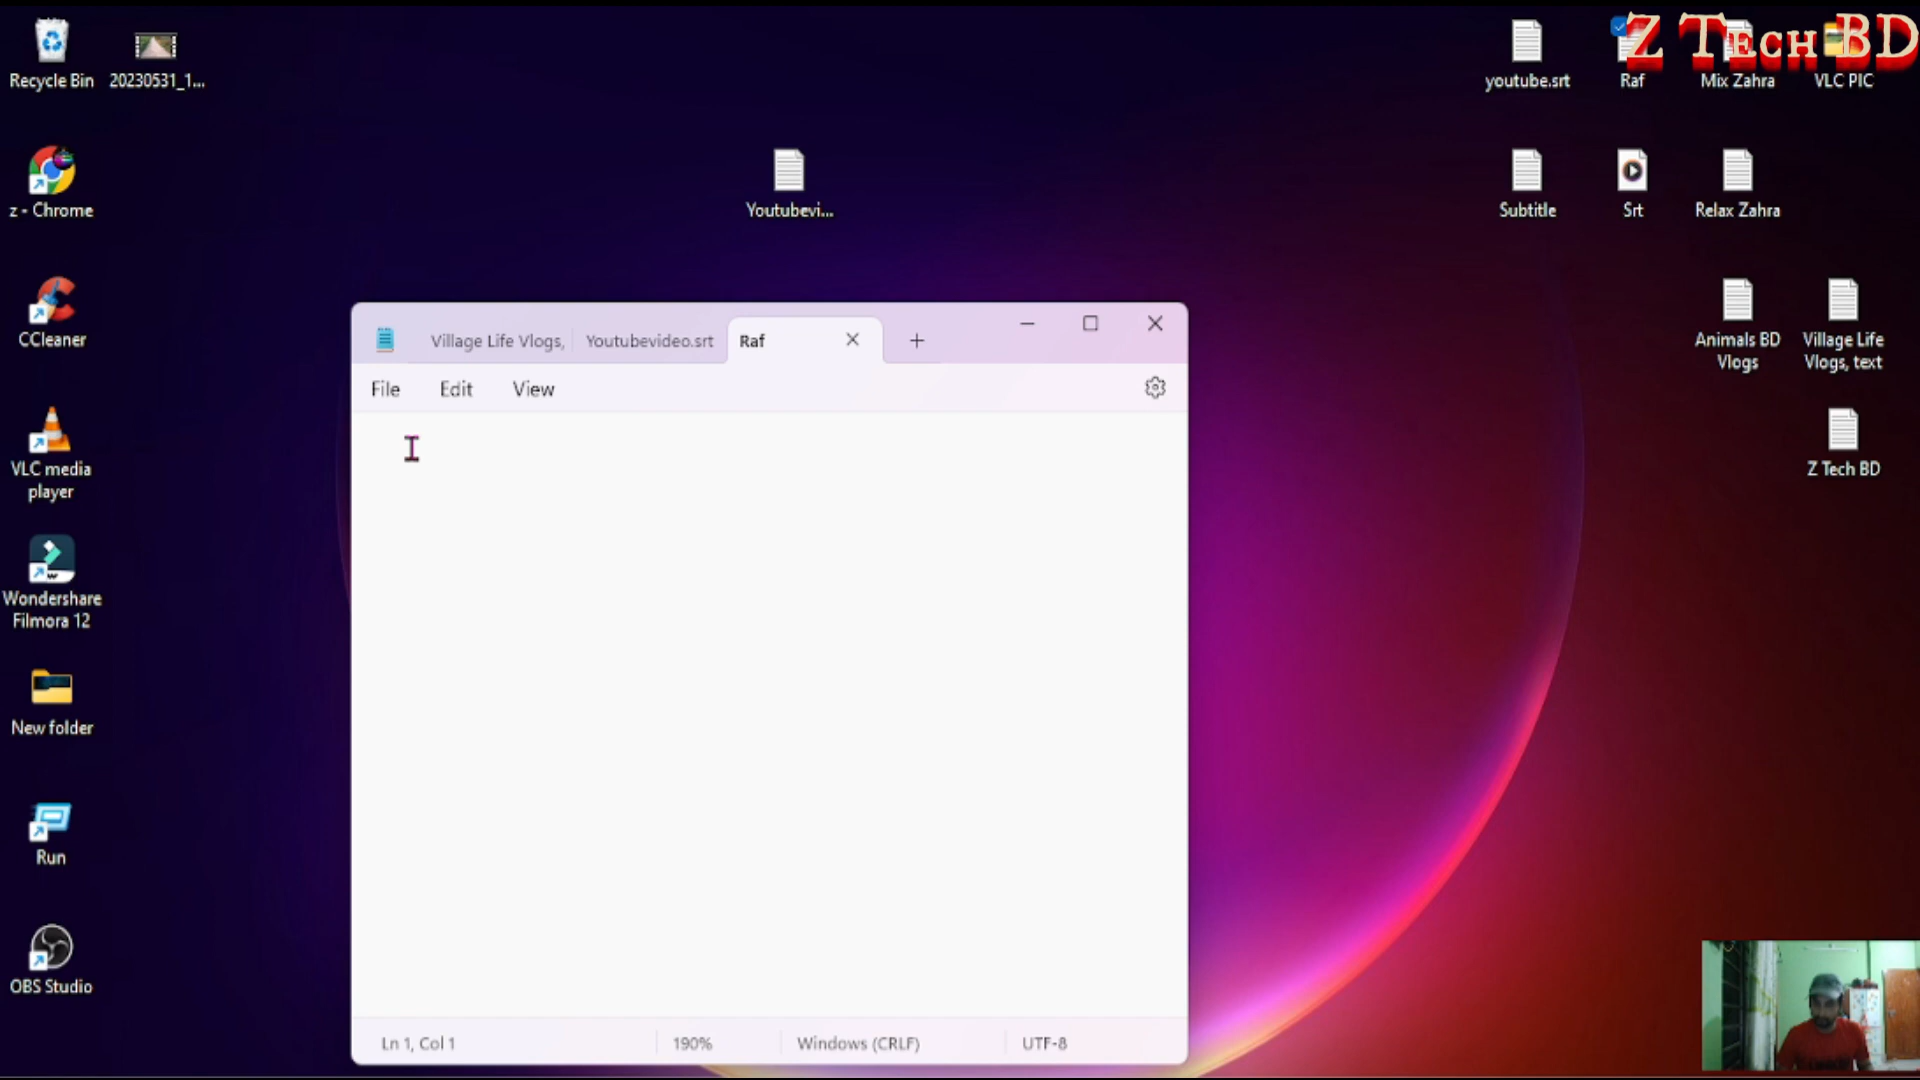 Z Tech BD
Recycle Bin
20230531_1...
youtube.srt
Raf
Mix Zahra
VLC PIC
z - Chrome
Youtubevi...
Subtitle
Srt
Relax Zahra
CCleaner
Animals BD
Vlogs
Village Life
Vlogs, text
Village Life Vlogs,
Youtubevideo.srt
Raf
File
Edit
View
VLC media
player
Z Tech BD
Wondershare
Filmora 12
New folder
Run
OBS Studio
Ln 1, Col 1
190%
Windows (CRLF)
UTF-8